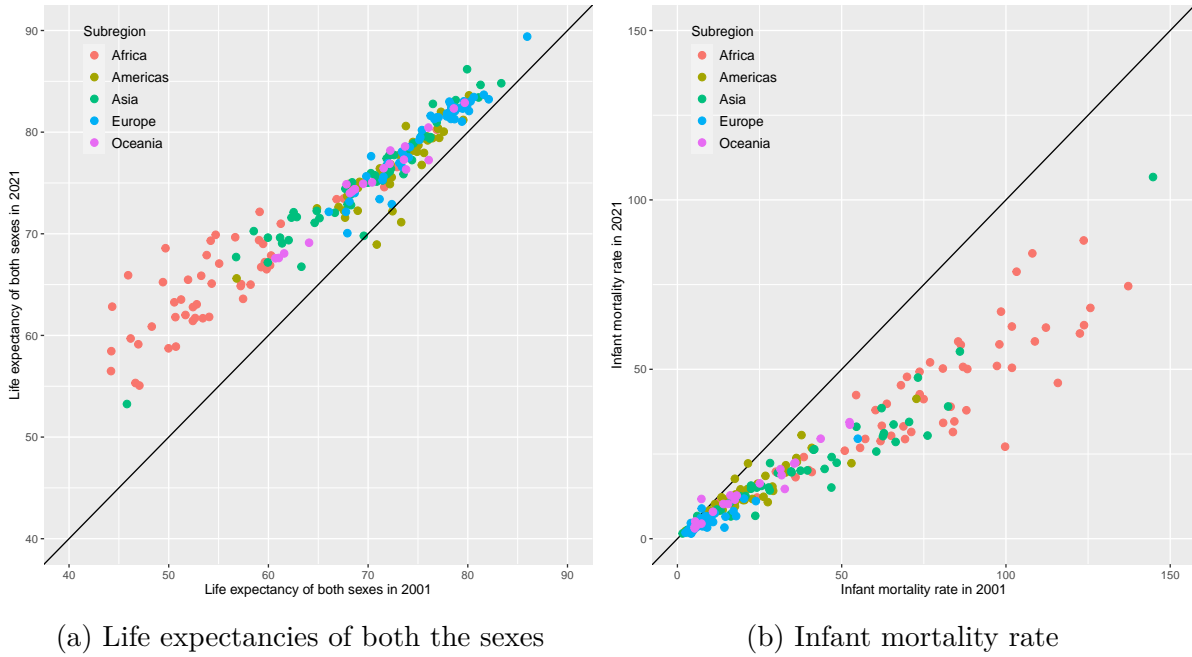 Life expectancy of both sexes in 2021
90
80
70
60
50
40
Subregion
Africa
Americas
Asia
Europe
Oceania
40 50 60 70 80 90
Life expectancy of both sexes in 2001
(a) Life expectancies of both the sexes
Infant mortality rate in 2021
150
100
50
0
Subregion
Africa
Americas
Asia
Europe
Oceania
0 50 100 150
Infant mortality rate in 2001
(b) Infant mortality rate